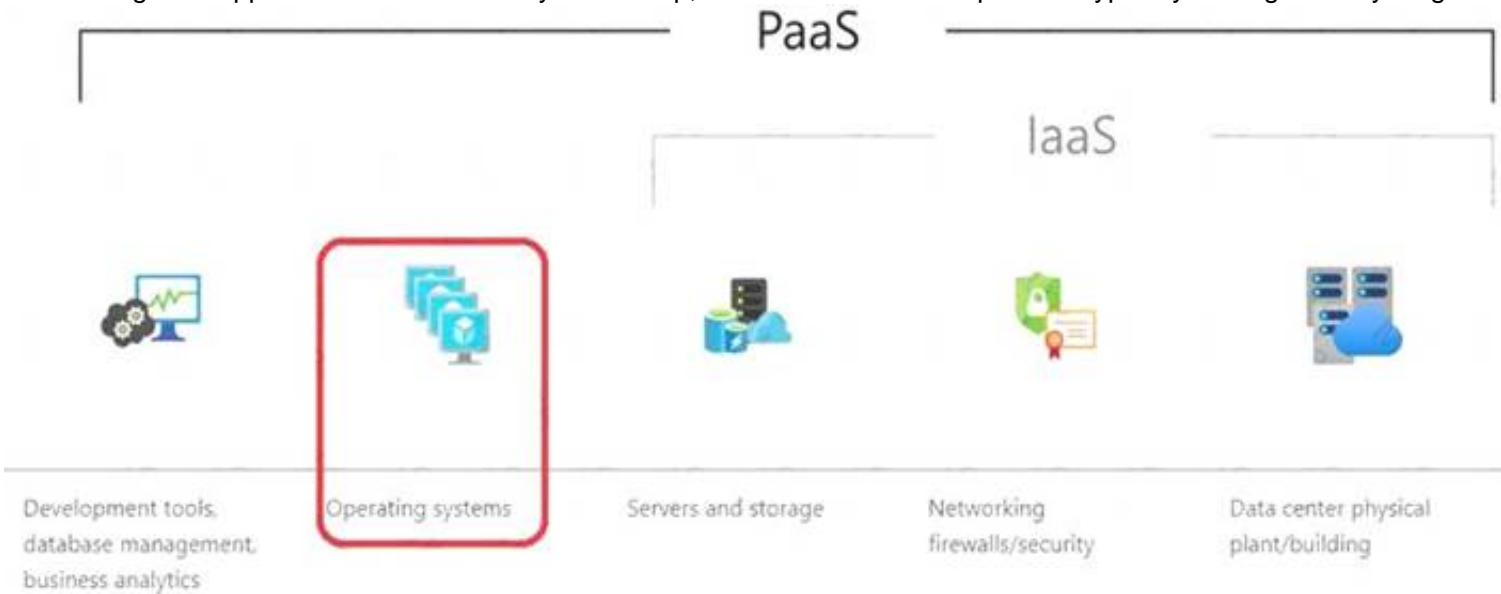 PaaS
IaaS
Development tools,
database management,
business analytics
Operating systems
Servers and storage
Networking
firewalls/security
Data center physical
plant/building